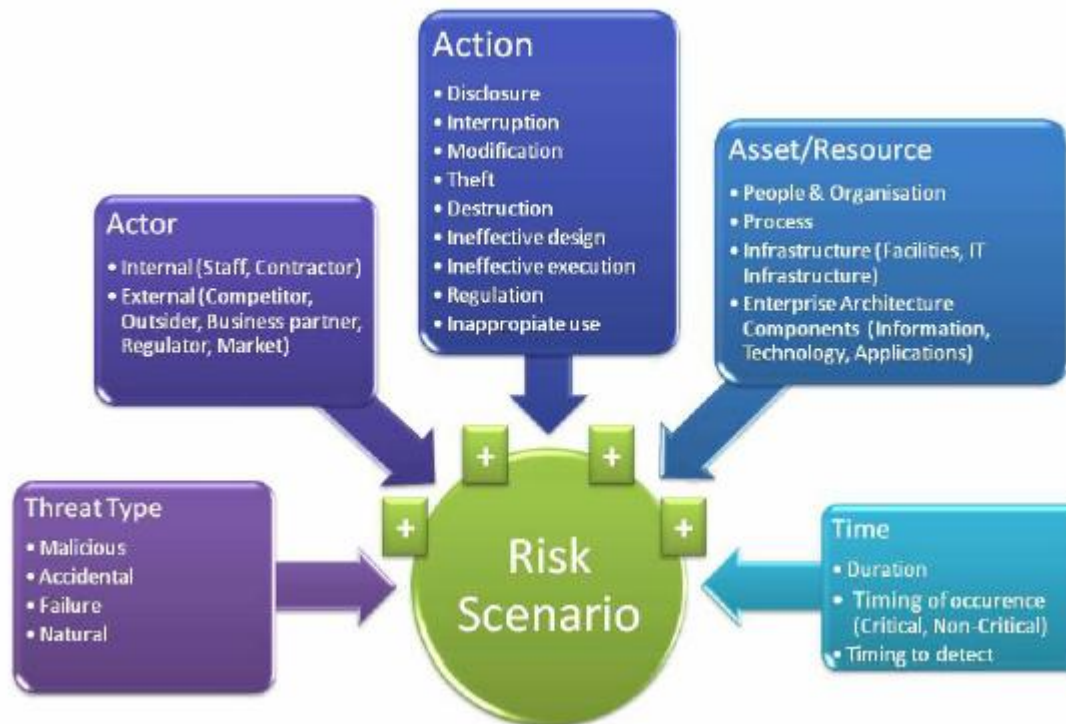 Action
• Disclosure
• Interruption
• Modification
• Theft
• Destruction
• Ineffective design
• Ineffective execution
• Regulation
• Inappropiate use
Asset/Resource
• People & Organisation
• Process
• Infrastructure (Facilities, IT
Infrastructure)
• Enterprise Architecture
Components (Information,
Technology, Applications)
Actor
• Internal (Staff, Contractor)
• External (Competitor,
Outsider, Business partner,
Regulator, Market)
Threat Type
• Malicious
• Accidental
• Failure
• Natural
+
+
+
+
Risk
Scenario
Time
• Duration
• Timing of occurence
(Critical, Non-Critical)
• Timing to detect